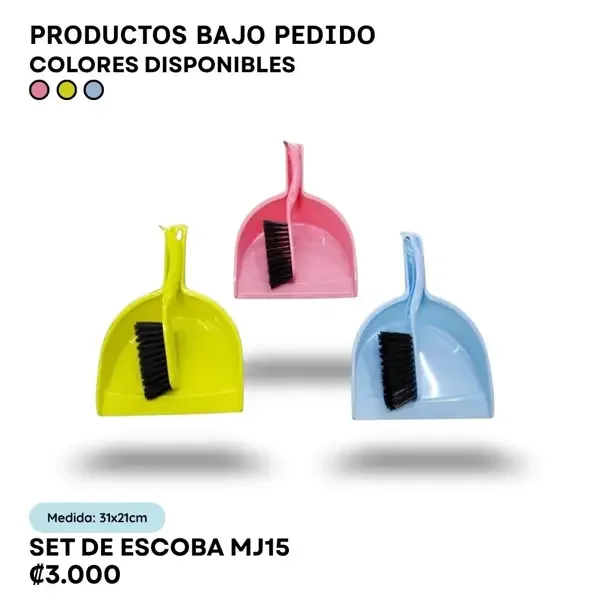 PRODUCTOS BAJO PEDIDO
COLORES DISPONIBLES
Medida: 31x21cm
SET DE ESCOBA MJ15
₡3.000